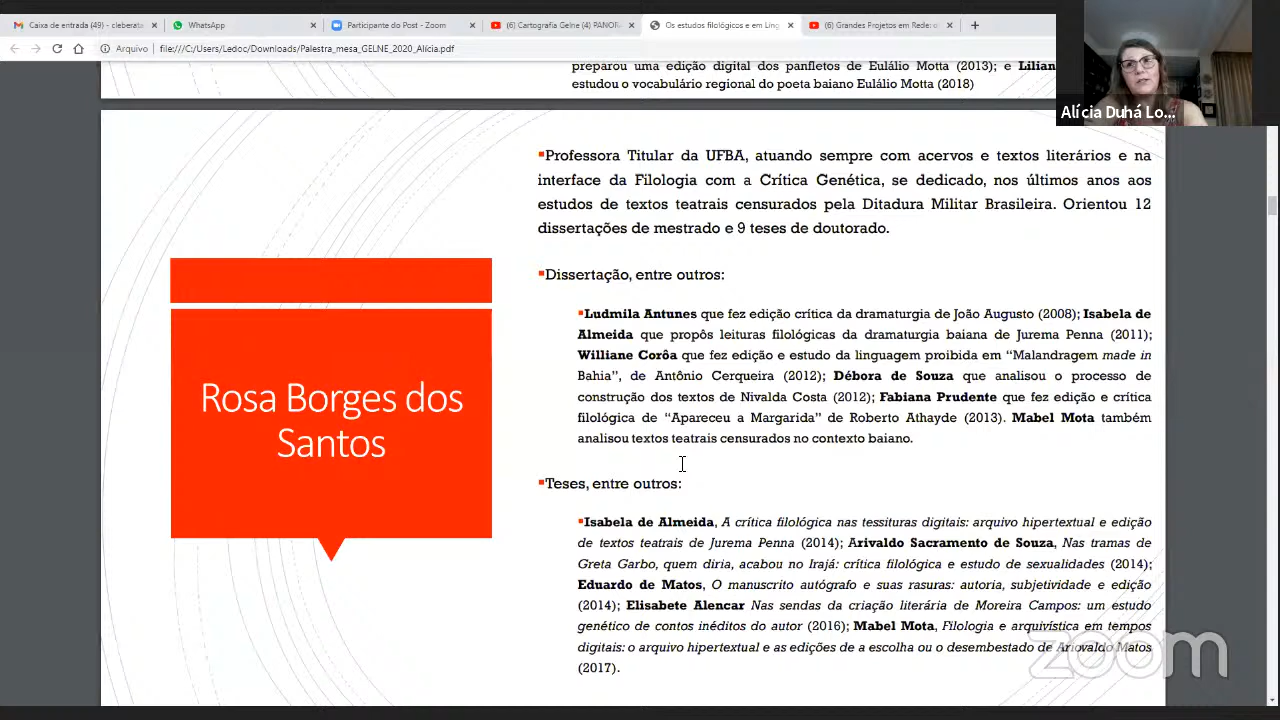 Caixa de entrada (49) - cleberata
WhatsApp
Participante do Post - Zoom
(6) Cartografia Gelne (4) PANOR
Os estudos filológicos e em Ling
(6) Grandes Projetos em Rede: o
Arquivo | file:///C:/Users/Ledoc/Downloads/Palestra_mesa_GELNE_2020_Alícia.pdf
Alícia Duhá Lo...
preparou uma edição digital dos panfletos de Eulálio Motta (2013); e Lilian
estudou o vocabulário regional do poeta baiano Eulálio Motta (2018)
Rosa Borges dos
Santos
Professora Titular da UFBA, atuando sempre com acervos e textos literários e na
interface da Filologia com a Crítica Genética, se dedicado, nos últimos anos aos
estudos de textos teatrais censurados pela Ditadura Militar Brasileira. Orientou 12
dissertações de mestrado e 9 teses de doutorado.
Dissertação, entre outros:
Ludmila Antunes que fez edição crítica da dramaturgia de João Augusto (2008); Isabela de
Almeida que propôs leituras filológicas da dramaturgia baiana de Jurema Penna (2011);
Williane Corôa que fez edição e estudo da linguagem proibida em “Malandragem made in
Bahia”, de Antônio Cerqueira (2012); Débora de Souza que analisou o processo de
construção dos textos de Nivalda Costa (2012); Fabiana Prudente que fez edição e crítica
filológica de “Apareceu a Margarida” de Roberto Athayde (2013). Mabel Mota também
analisou textos teatrais censurados no contexto baiano.
Teses, entre outros:
Isabela de Almeida, A crítica filológica nas tessituras digitais: arquivo hipertextual e edição
de textos teatrais de Jurema Penna (2014); Arivaldo Sacramento de Souza, Nas tramas de
Greta Garbo, quem diria, acabou no Irajá: crítica filológica e estudo de sexualidades (2014);
Eduardo de Matos, O manuscrito autógrafo e suas rasuras: autoria, subjetividade e edição
(2014); Elisabete Alencar Nas sendas da criação literária de Moreira Campos: um estudo
genético de contos inéditos do autor (2016); Mabel Mota, Filologia e arquivística em tempos
digitais: o arquivo hipertextual e as edições de a escolha ou o desembestado de Ariovaldo Matos
(2017).
zoom